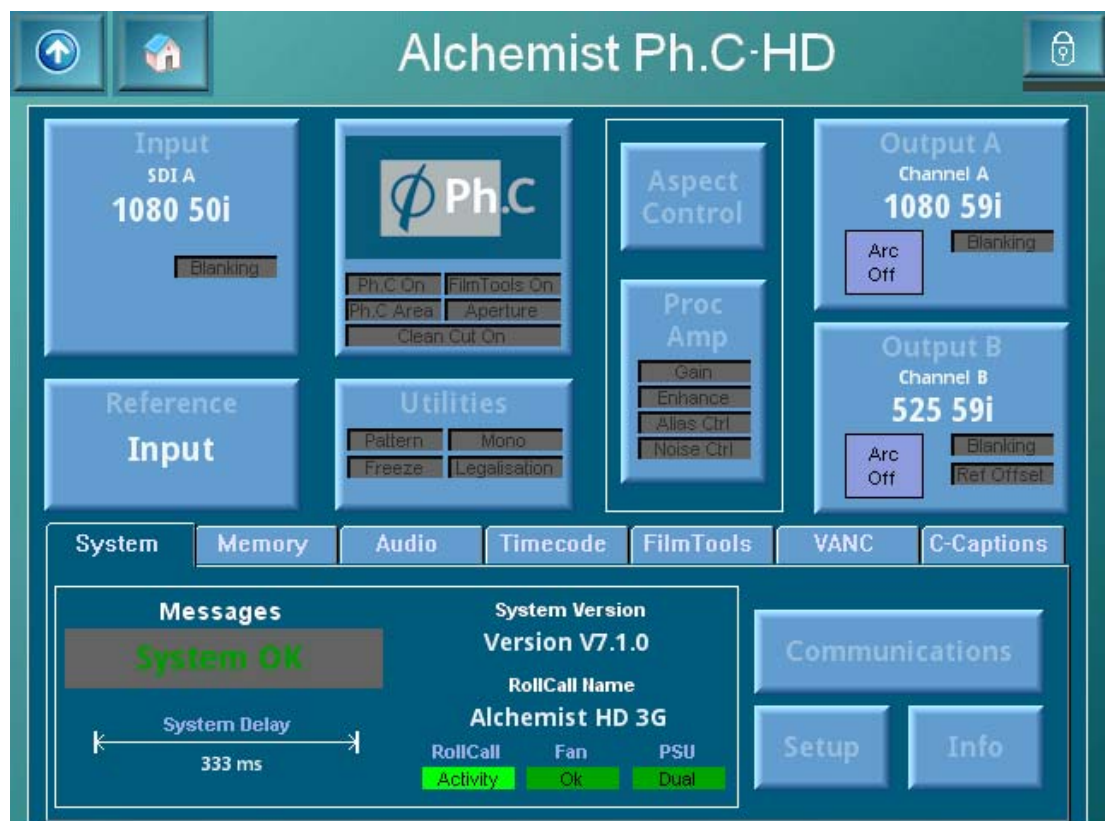 Alchemist Ph.C-HD
Input
SDI A
1080 50i
Blanking
Ph.C
Ph.C On
FilmTools On
Ph.C Area
Aperture
Clean Cut On
Aspect
Control
Proc
Amp
Gain
Enhance
Alias Ctrl
Noise Ctrl
Output A
Channel A
1080 59i
Arc
Off
Blanking
Output B
Channel B
525 59i
Arc
Off
Blanking
Ref Offset
Reference
Input
Utilities
Pattern
Mono
Freeze
Legalisation
System
Memory
Audio
Timecode
FilmTools
VANC
C-Captions
Messages
System OK
System Delay
333 ms
System Version
Version V7.1.0
RollCall Name
Alchemist HD 3G
RollCall
Fan
PSU
Activity
Ok
Dual
Communications
Setup
Info